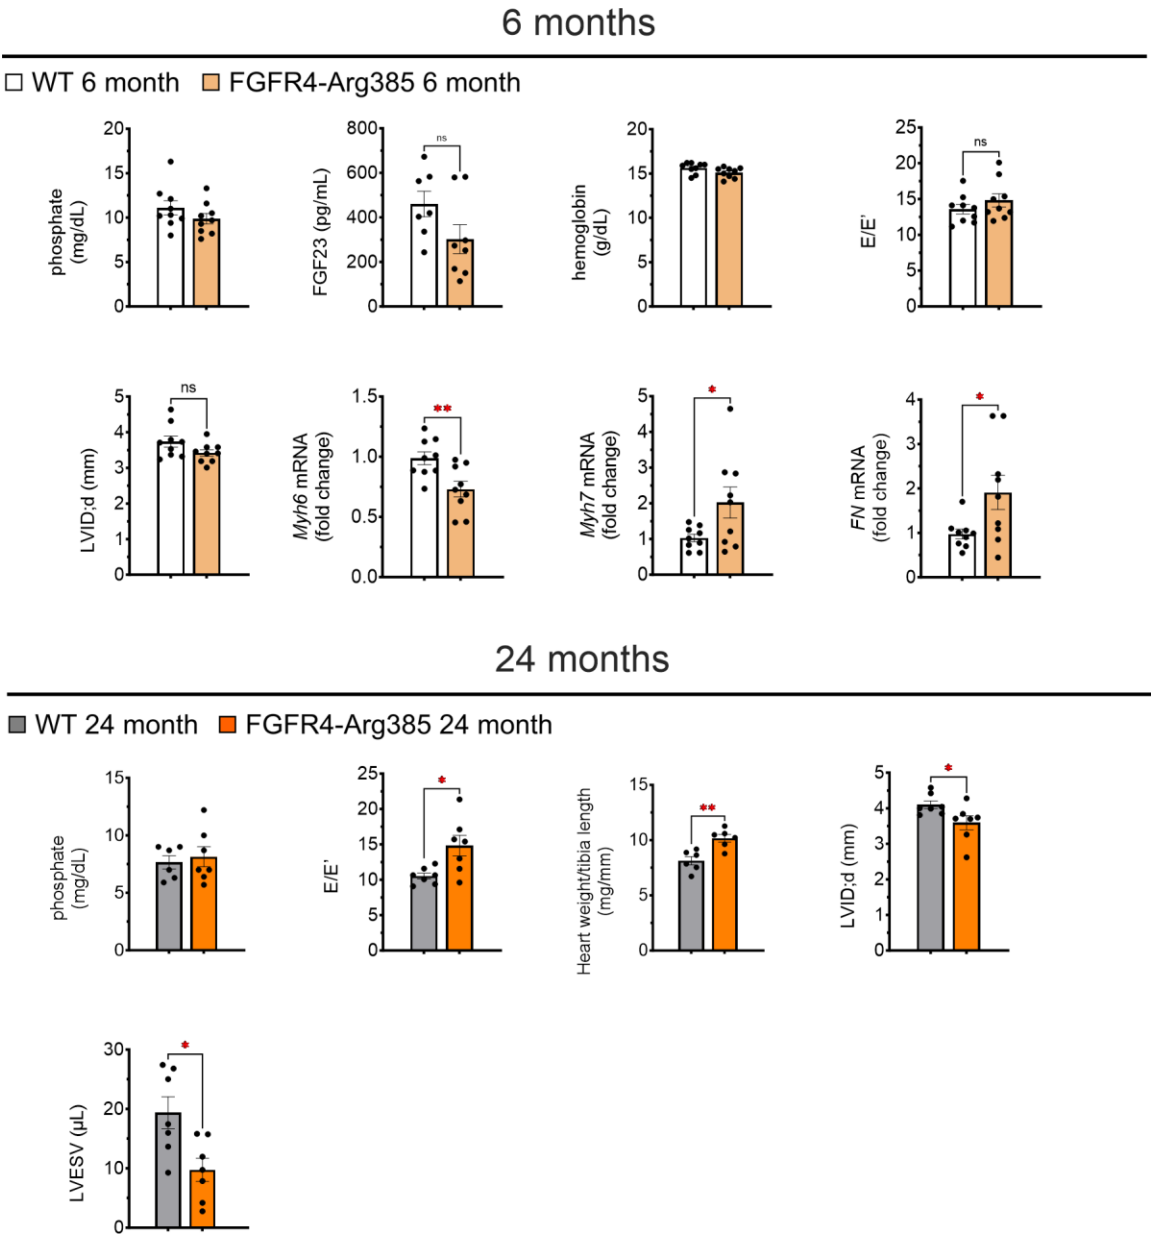 6 months
WT 6 month FGFR4-Arg385 6 month
phosphate
(mg/dL)
20
15
10
5
0
FGF23 (pg/mL)
800
600
400
200
0
ns
hemoglobin
(g/dL)
20
15
10
5
0
E/E'
25
20
15
10
5
0
ns
LVID;d (mm)
5
4
3
2
1
0
ns
Myh6 mRNA
(fold change)
1.5
1.0
0.5
0.0
**
Myh7 mRNA
(fold change)
5
4
3
2
1
0
*
FN mRNA
(fold change)
4
3
2
1
0
*
24 months
WT 24 month FGFR4-Arg385 24 month
phosphate
(mg/dL)
15
10
5
0
E/E'
25
20
15
10
5
0
*
Heart weight/tibia length
(mg/mm)
15
10
5
0
**
LVID;d (mm)
5
4
3
2
1
0
*
LVESV (µL)
30
20
10
0
*